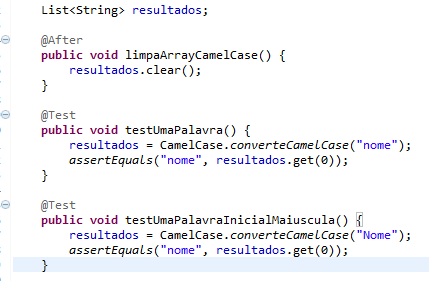 List<String> resultados;
@After
public void limpaArrayCamelCase() {
resultados.clear();
}
@Test
public void testUmaPalavra() {
resultados = CamelCase.converteCamelCase("nome");
assertEquals("nome", resultados.get(0));
}
@Test
public void testUmaPalavraInicialMaiuscula() {
resultados = CamelCase.converteCamelCase("Nome");
assertEquals("nome", resultados.get(0));
}